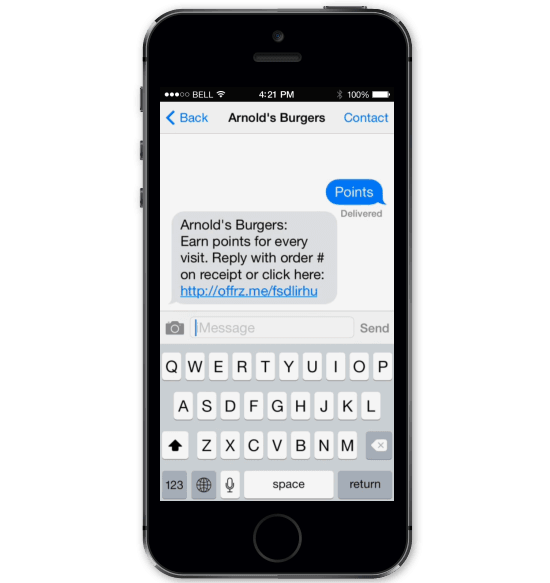 BELL 4:21 PM 100%
Back Arnold's Burgers Contact
Points
Delivered
Arnold's Burgers:
Earn points for every
visit. Reply with order #
on receipt or click here:
http://offrz.me/fsdlirhu
Message Send
Q W E R T Y U I O P
A S D F G H J K L
Z X C V B N M
123 space return